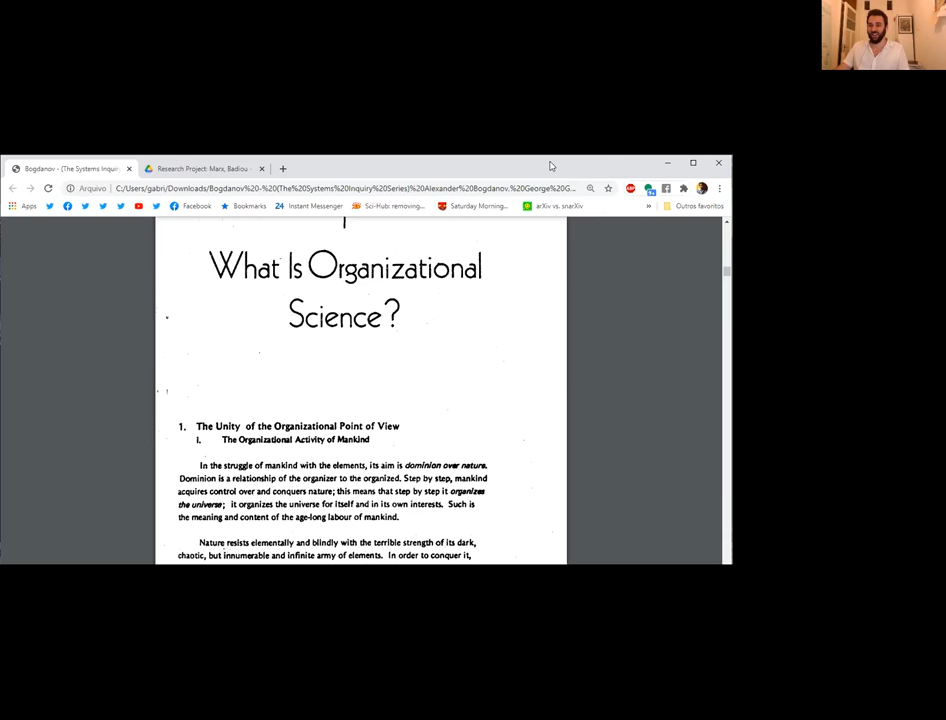 Bogdanov - (The Systems Inquiry
Research Project: Marx, Badiou -
Arquivo
C:/Users/gabri/Downloads/Bogdanov%20-%20(The%20Systems%20Inquiry%20Series)%20Alexander%20Bogdanov.%20George%20G...
Apps
Facebook
Bookmarks
24 Instant Messenger
Sci-Hub: removing...
Saturday Morning...
arXiv vs. snarXiv
»
Outros favoritos
What Is Organizational
Science?
1. The Unity of the Organizational Point of View
I. The Organizational Activity of Mankind
In the struggle of mankind with the elements, its aim is dominion over nature.
Dominion is a relationship of the organizer to the organized. Step by step, mankind
acquires control over and conquers nature; this means that step by step it organizes
the universe; it organizes the universe for itself and in its own interests. Such is
the meaning and content of the age-long labour of mankind.
Nature resists elementally and blindly with the terrible strength of its dark,
chaotic, but innumerable and infinite army of elements. In order to conquer it,